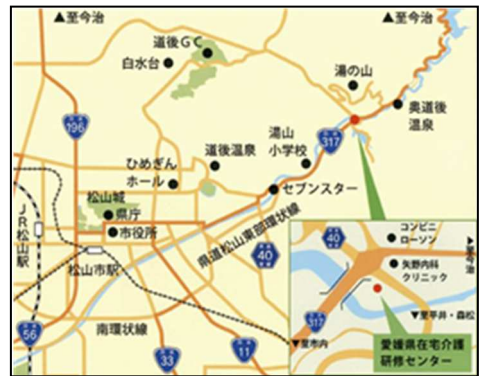 ▲至今治
▲至今治
道後GC
白水台
湯の山
奥道後
温泉
196
317
湯山
小学校
道後温泉
ひめぎん
ホール
セブンスター
松山城
県庁
市役所
JR松山駅
松山市駅
県道松山東部環状線
40
56
南環状線
33
11
40
コンビニ
ローソン
矢野内科
クリニック
▲至今治
317
▼至平井・森松
▼至市内
愛媛県在宅介護
研修センター